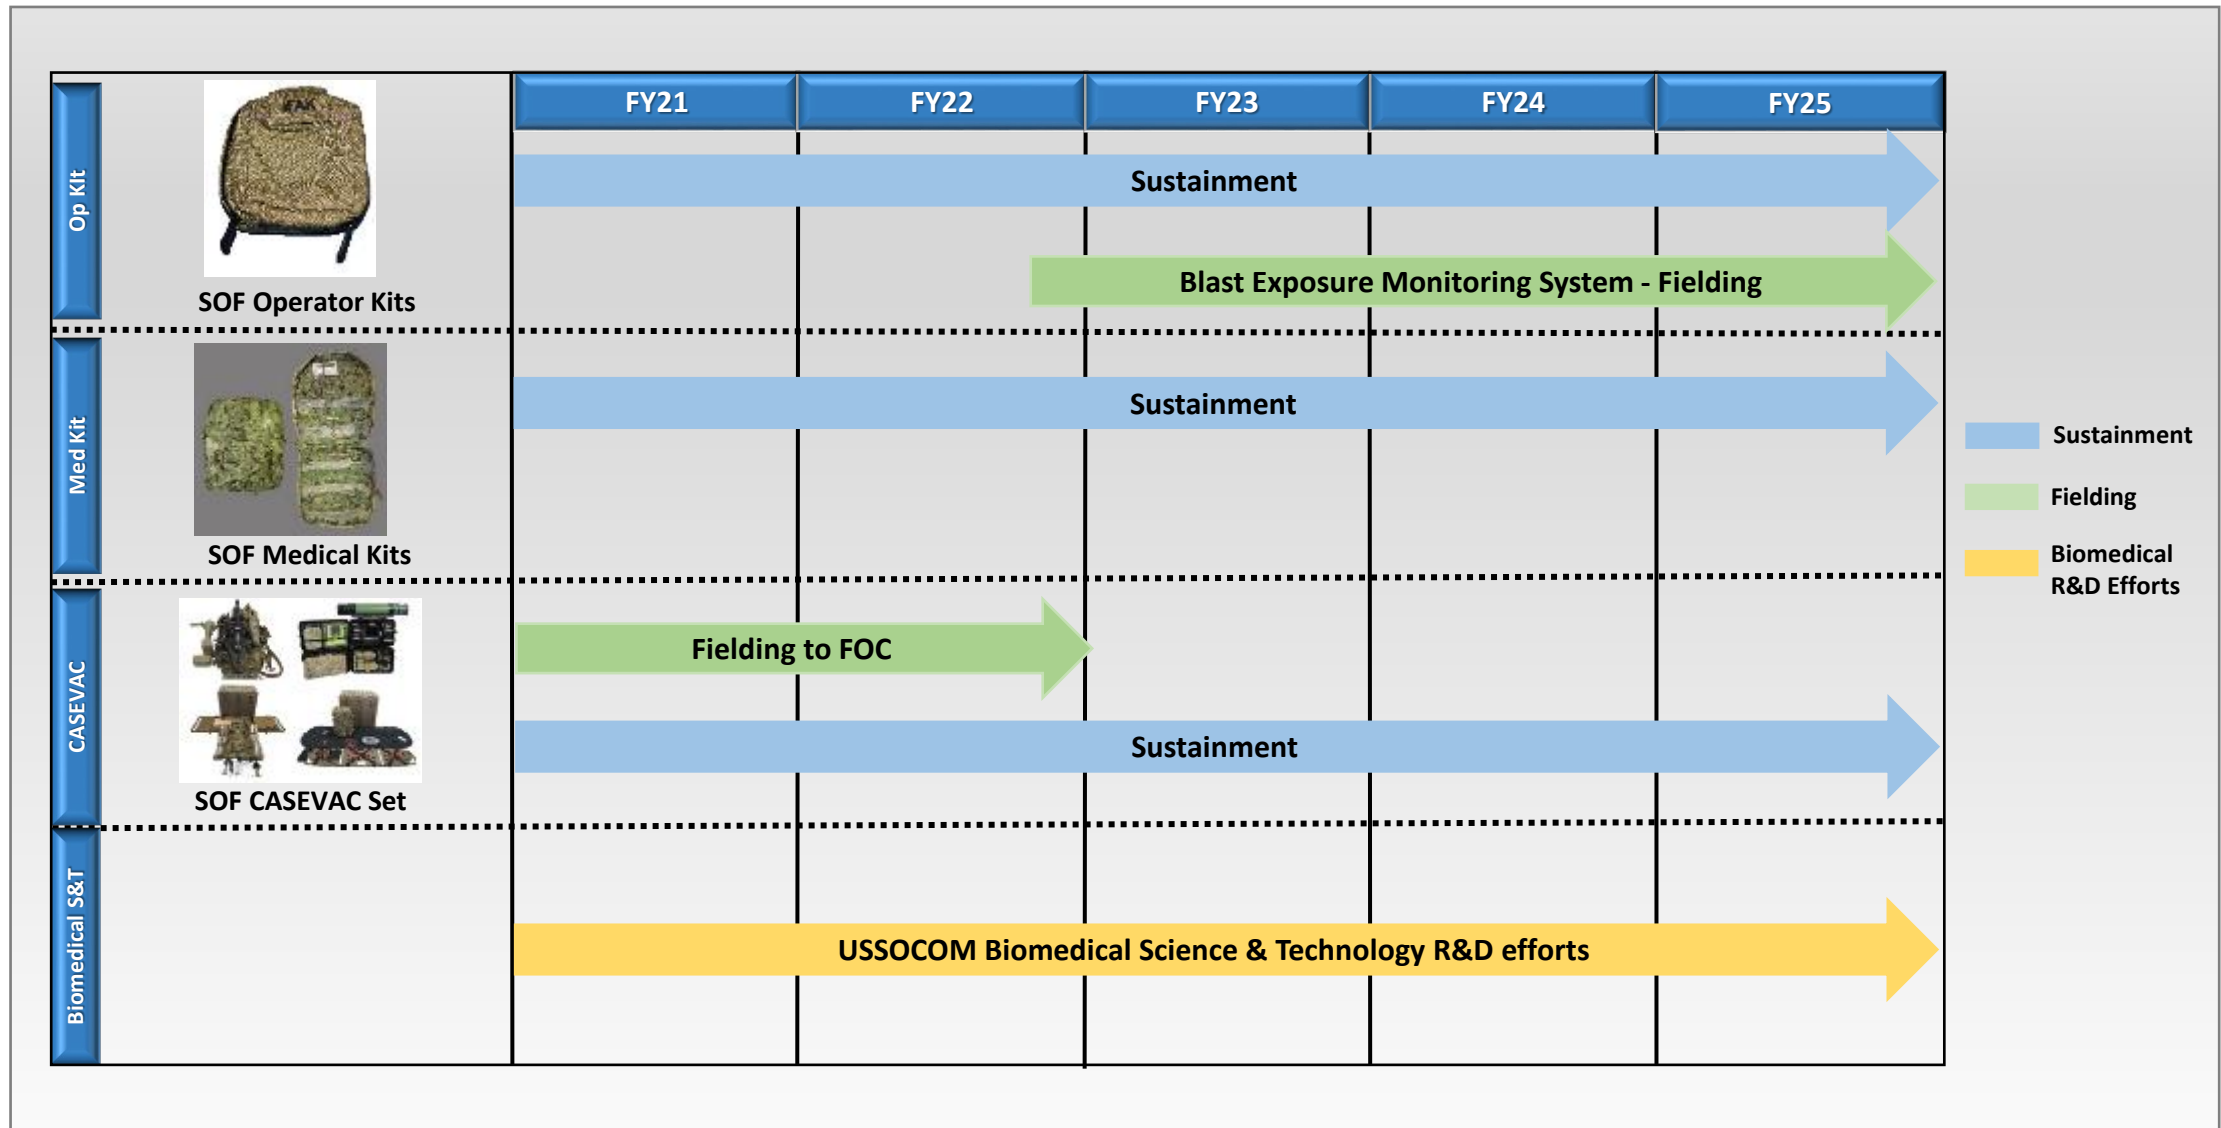 FY21
FY22
FY23
FY24
FY25
Op Kit
SOF Operator Kits
Sustainment
Blast Exposure Monitoring System - Fielding
Med Kit
SOF Medical Kits
Sustainment
CASEVAC
SOF CASEVAC Set
Fielding to FOC
Sustainment
Biomedical S&T
USSOCOM Biomedical Science & Technology R&D efforts
Sustainment
Fielding
Biomedical
R&D Efforts